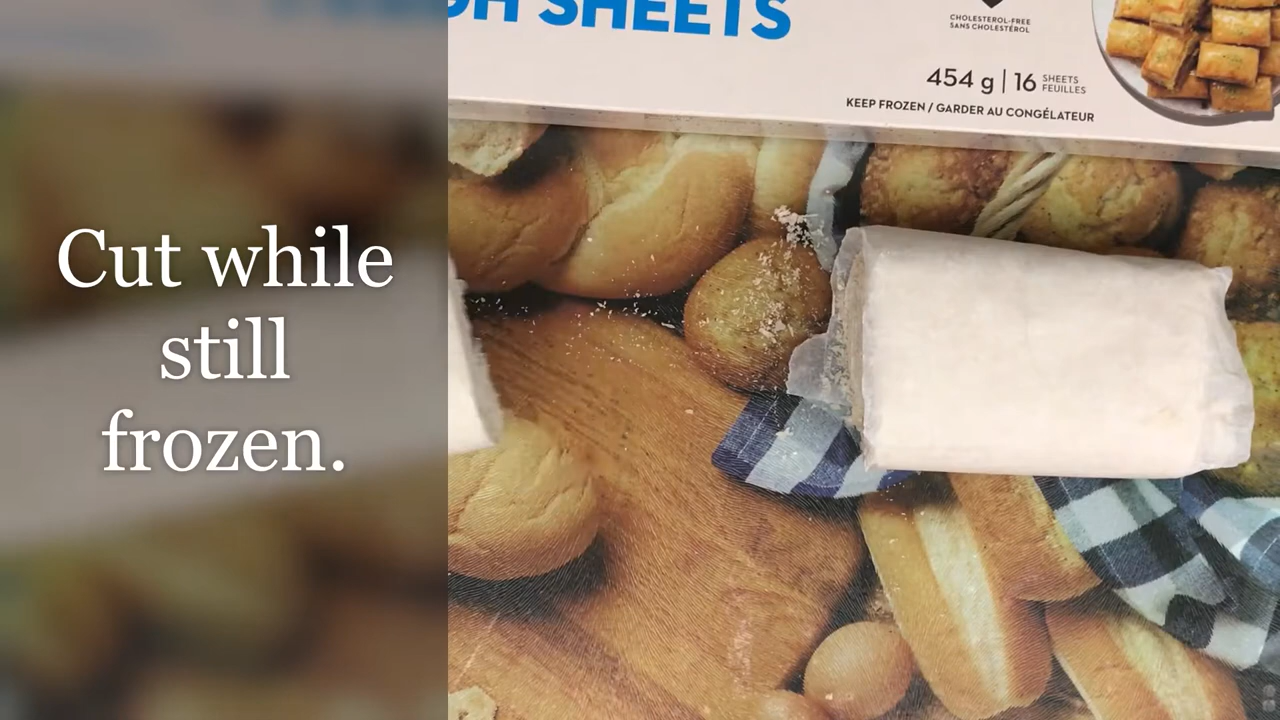 Cut while
still
frozen.
SHEETS
CHOLESTEROL-FREE
SANS CHOLESTÉROL
454 g | 16 SHEETS
FEUILLES
KEEP FROZEN / GARDER AU CONGÉLATEUR